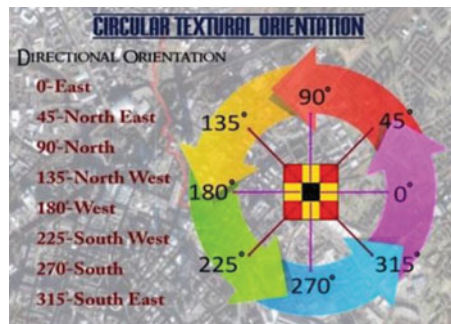 CIRCULAR TEXTURAL ORIENTATION
DIRECTIONAL ORIENTATION
0°-East
45°-North East
90°-North
135°-North West
180°-West
225°-South West
270°-South
315°-South East
90°
135°
45°
180°
0°
225°
315°
270°